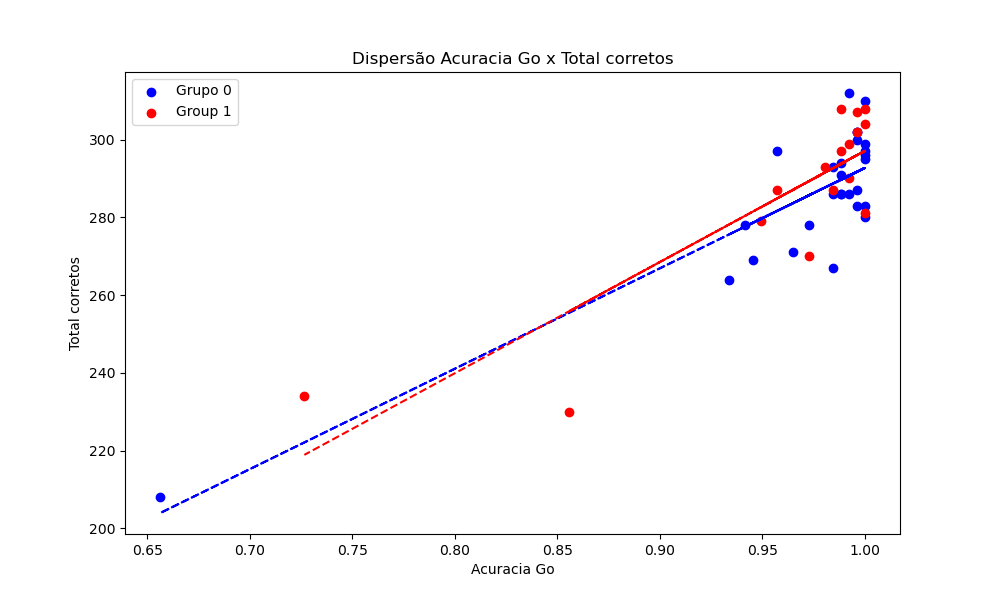 Dispersão Acuracia Go x Total corretos
Grupo 0
Group 1
Total corretos
300
280
260
240
220
200
0.65 0.70 0.75 0.80 0.85 0.90 0.95 1.00
Acuracia Go